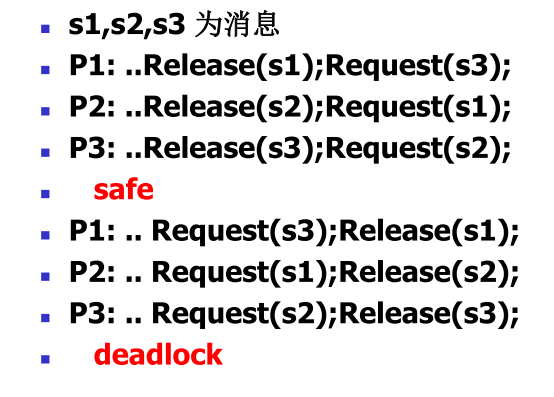 s1,s2,s3 为消息
P1: ..Release(s1);Request(s3);
P2: ..Release(s2);Request(s1);
P3: ..Release(s3);Request(s2);
safe
P1: .. Request(s3);Release(s1);
P2: .. Request(s1);Release(s2);
P3: .. Request(s2);Release(s3);
deadlock